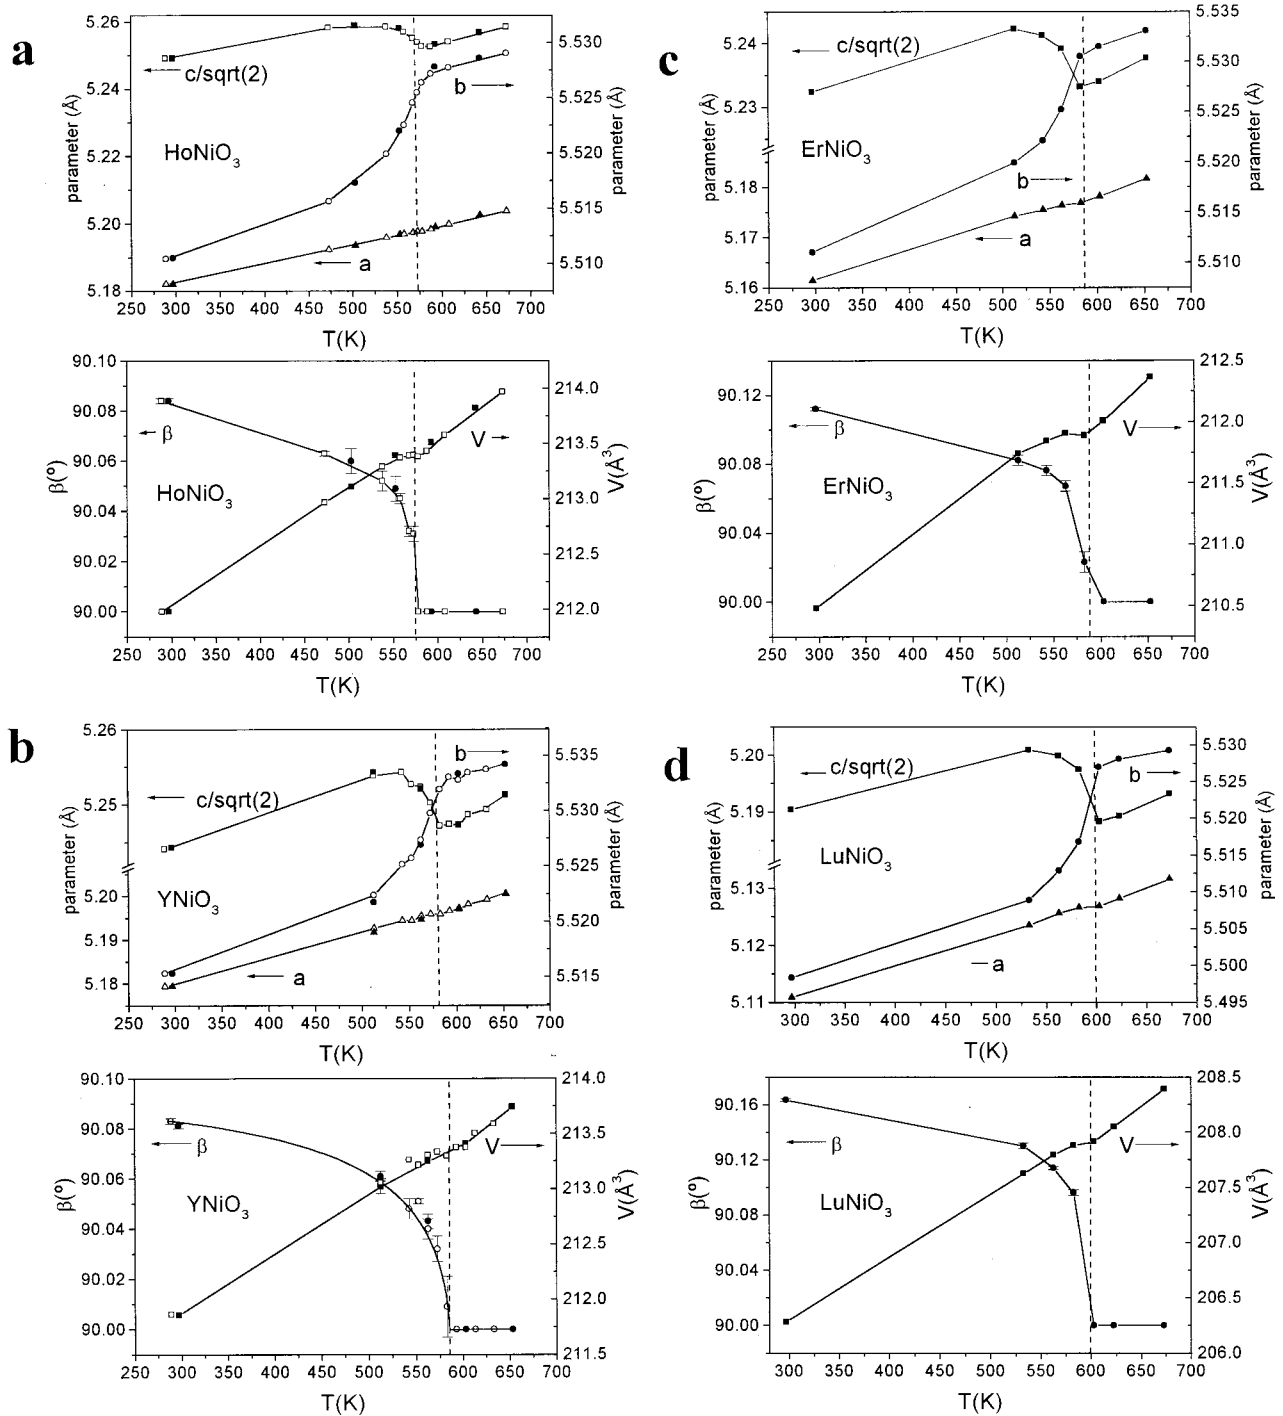 a
5.26
5.24
5.22
5.20
5.18
parameter (Å)
c/sqrt(2)
b
HoNiO3
a
5.530
5.525
5.520
5.515
5.510
parameter (Å)
250 300 350 400 450 500 550 600 650 700
T(K)
90.10
90.08
90.06
90.04
90.02
90.00
β(º)
β
V
HoNiO3
214.0
213.5
213.0
212.5
212.0
V(Å3)
250 300 350 400 450 500 550 600 650 700
T(K)
c
5.24
5.23
5.18
5.17
5.16
parameter (Å)
c/sqrt(2)
ErNiO3
b
a
5.535
5.530
5.525
5.520
5.515
5.510
parameter (Å)
250 300 350 400 450 500 550 600 650 700
T(K)
90.12
90.08
90.04
90.00
β(º)
β
V
ErNiO3
212.5
212.0
211.5
211.0
210.5
V(Å3)
250 300 350 400 450 500 550 600 650 700
T(K)
b
5.26
5.25
5.20
5.19
5.18
parameter (Å)
b
c/sqrt(2)
YNiO3
a
5.535
5.530
5.525
5.520
5.515
parameter (Å)
250 300 350 400 450 500 550 600 650 700
T(K)
90.10
90.08
90.06
90.04
90.02
90.00
β(º)
β
V
YNiO3
214.0
213.5
213.0
212.5
212.0
211.5
V(Å3)
250 300 350 400 450 500 550 600 650 700
T(K)
d
5.20
5.19
5.13
5.12
5.11
parameter (Å)
c/sqrt(2)
b
LuNiO3
a
5.530
5.525
5.520
5.515
5.510
5.505
5.500
5.495
parameter (Å)
300 350 400 450 500 550 600 650 700
T(K)
90.16
90.12
90.08
90.04
90.00
β(º)
β
V
LuNiO3
208.5
208.0
207.5
207.0
206.5
206.0
V(Å3)
300 350 400 450 500 550 600 650 700
T(K)